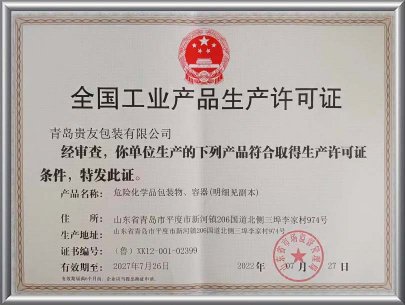 全国工业产品生产许可证
青岛贵友包装有限公司
经审查，你单位生产的下列产品符合取得生产许可证
条件，特发此证。
产品名称： 危险化学品包装物、容器(明细见副本)
住 所： 山东省青岛市平度市新河镇206国道北侧三埠李家村974号
生产地址： 山东省青岛市平度市新河镇206国道北侧三埠李家村974号
证书编号： （鲁）XK12-001-02399
有效期至： 2027年7月26日 2022 年 07 月 27 日